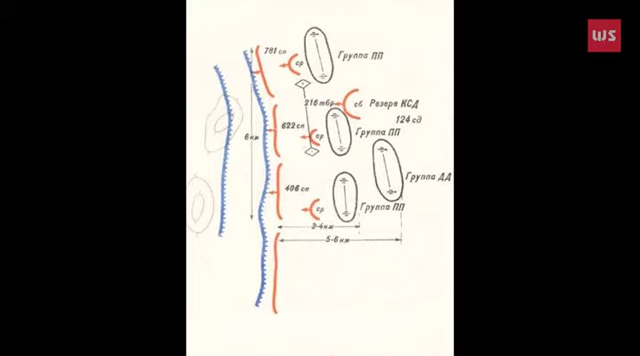 ws
781 сп
ср
Группа ПП
216 тбр
сб
Резерв КСД
124 сд
622 сп
ср
Группа ПП
6 км
406 сп
Группа ДД
ср
Группа ПП
3-4 км
5-6 км